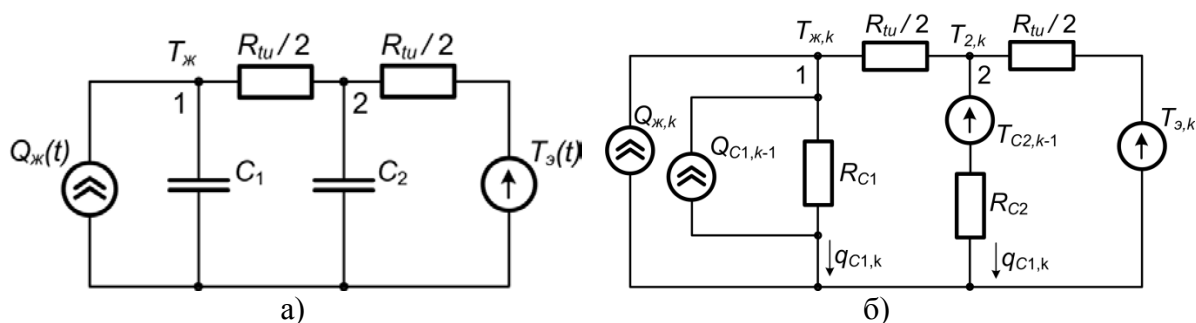 Tж
Rtu / 2
Rtu / 2
1
2
Qж(t)
C1
C2
Tэ(t)
а)
Tж,k
Rtu / 2
T2,k
Rtu / 2
1
2
Qж,k
QC1,k-1
TC2,k-1
Tэ,k
RC1
RC2
qC1,k
qC1,k
б)